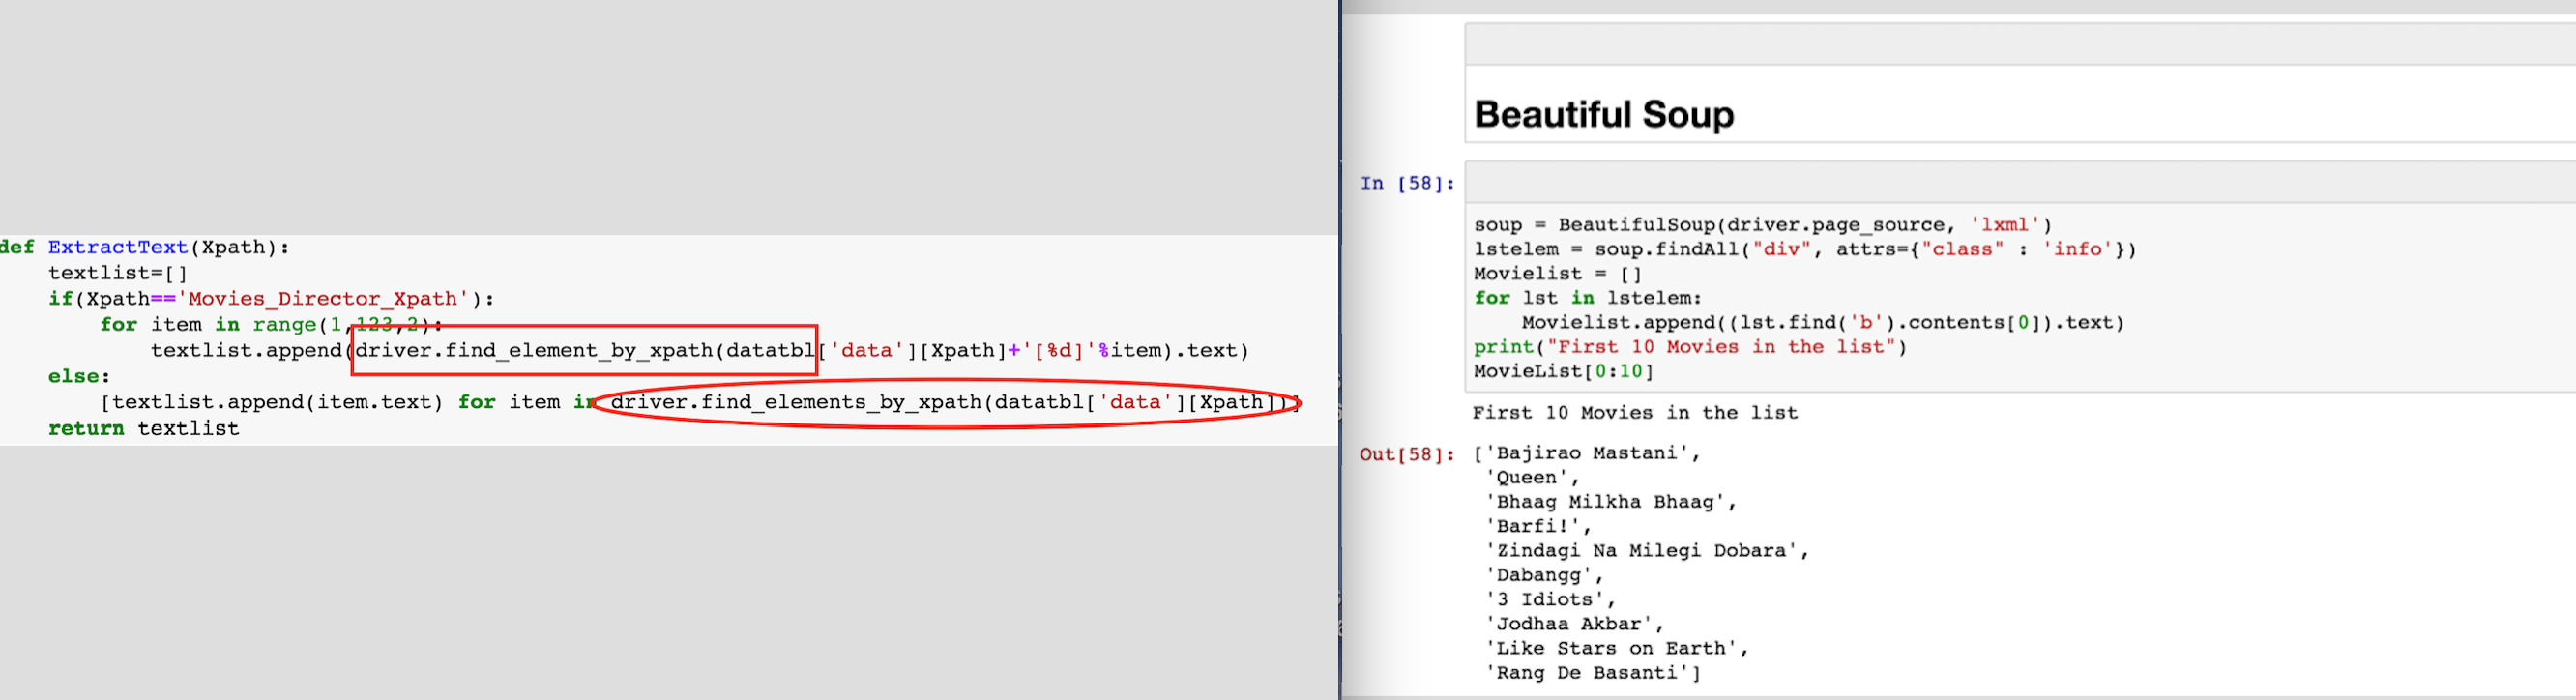 def ExtractText(Xpath):
textlist=[]
if(Xpath=='Movies_Director_Xpath'):
for item in range(1,123,2):
textlist.append(driver.find_element_by_xpath(datatbl['data'][Xpath]+'[%d]'%item).text)
else:
[textlist.append(item.text) for item in driver.find_elements_by_xpath(datatbl['data'][Xpath])]
return textlist
Beautiful Soup
In [58]:
soup = BeautifulSoup(driver.page_source, 'lxml')
lstelem = soup.findAll("div", attrs={"class" : 'info'})
Movielist = []
for lst in lstelem:
Movielist.append((lst.find('b').contents[0]).text)
print("First 10 Movies in the list")
MovieList[0:10]
First 10 Movies in the list
Out[58]: ['Bajirao Mastani',
'Queen',
'Bhaag Milkha Bhaag',
'Barfi!',
'Zindagi Na Milegi Dobara',
'Dabangg',
'3 Idiots',
'Jodhaa Akbar',
'Like Stars on Earth',
'Rang De Basanti']